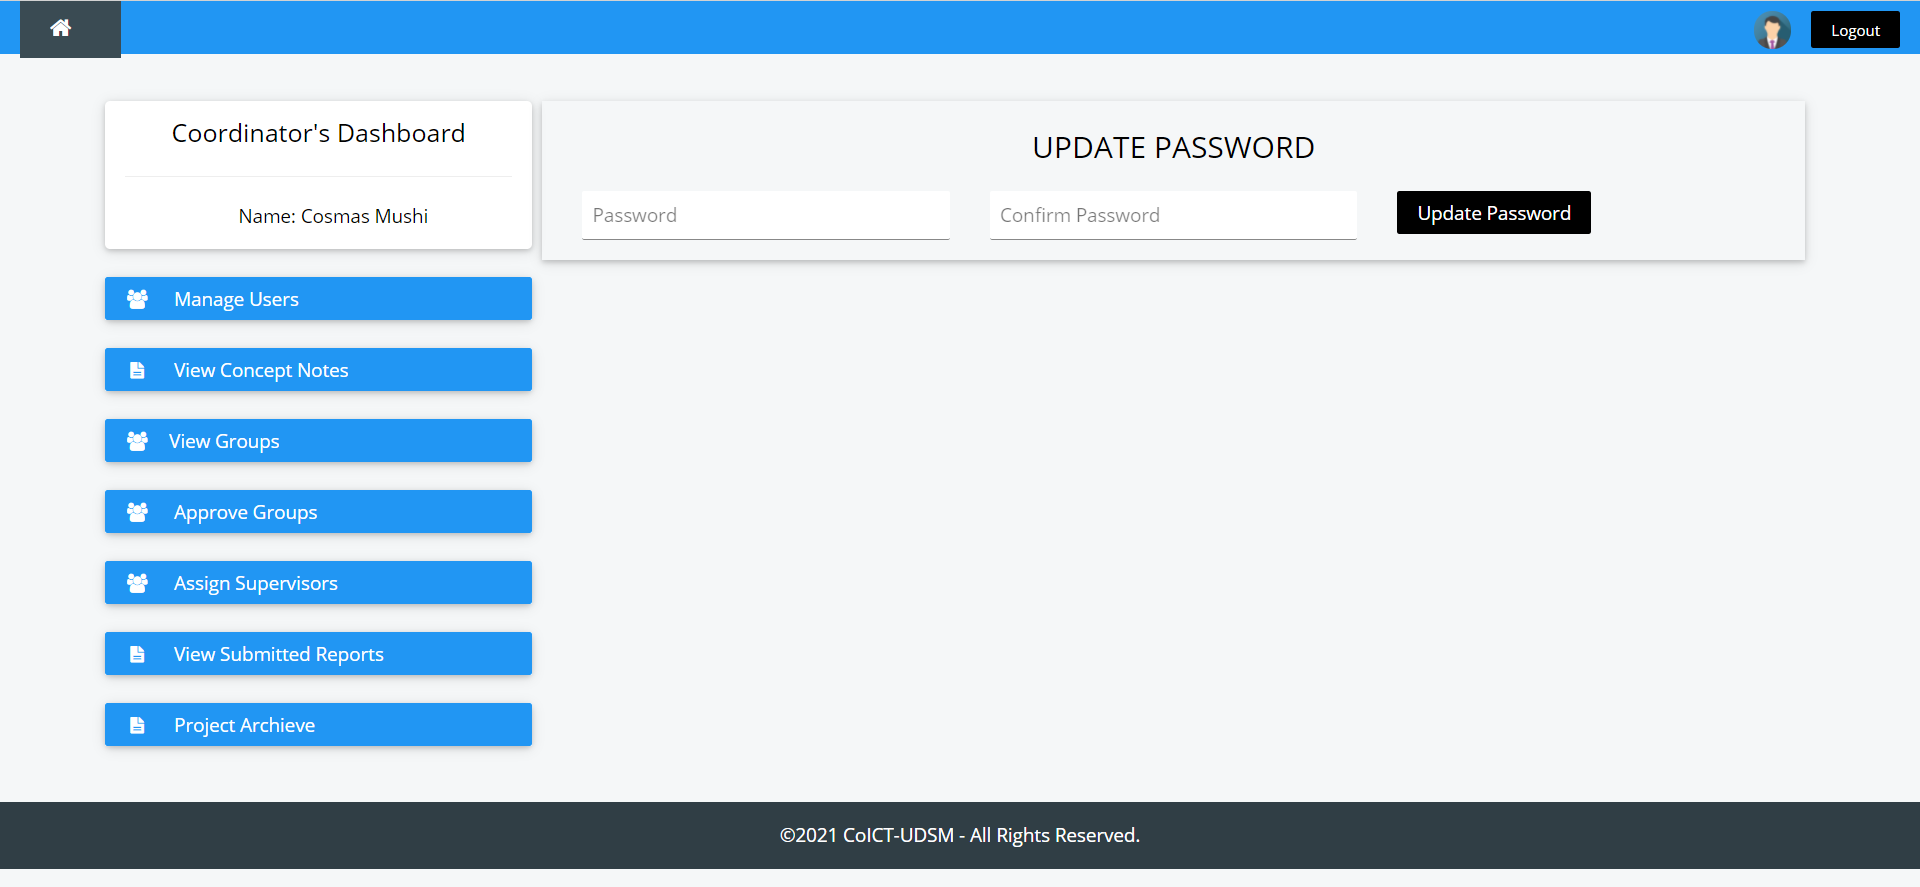 Logout
Coordinator's Dashboard
Name: Cosmas Mushi
UPDATE PASSWORD
Password
Confirm Password
Update Password
Manage Users
View Concept Notes
View Groups
Approve Groups
Assign Supervisors
View Submitted Reports
Project Archieve
©2021 CoICT-UDSM - All Rights Reserved.